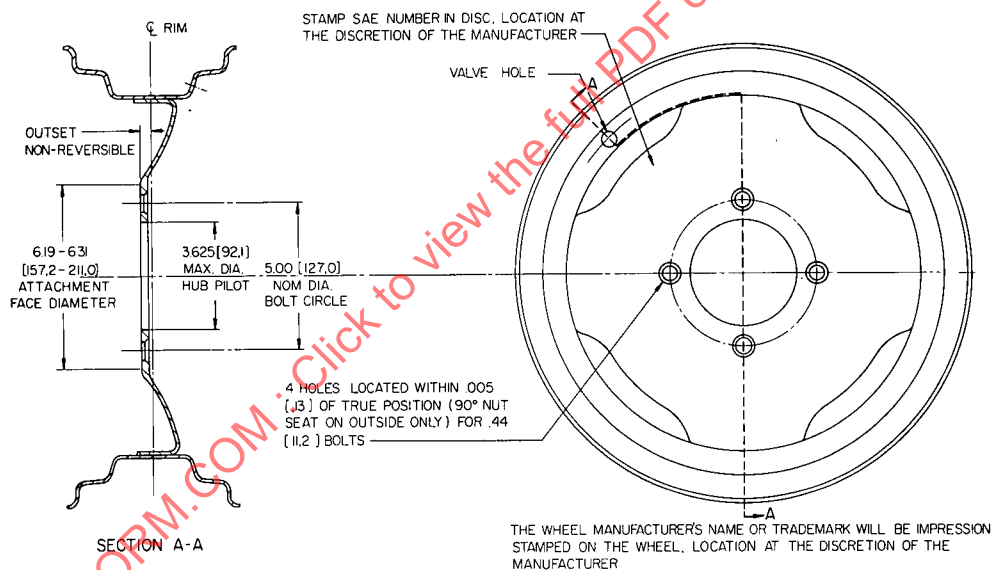 ℄ RIM
STAMP SAE NUMBER IN DISC, LOCATION AT
THE DISCRETION OF THE MANUFACTURER
VALVE HOLE
A
OUTSET
NON-REVERSIBLE
6.19-6.31
[157,2-211,0]
ATTACHMENT
FACE DIAMETER
3.625[92,1]
MAX. DIA.
HUB PILOT
5.00 [127,0]
NOM DIA.
BOLT CIRCLE
4 HOLES LOCATED WITHIN .005
[,13] OF TRUE POSITION (90° NUT
SEAT ON OUTSIDE ONLY) FOR .44
[11,2] BOLTS
A
SECTION A-A
THE WHEEL MANUFACTURER'S NAME OR TRADEMARK WILL BE IMPRESSION
STAMPED ON THE WHEEL, LOCATION AT THE DISCRETION OF THE
MANUFACTURER
ORM.COM : Click to view the full PDF